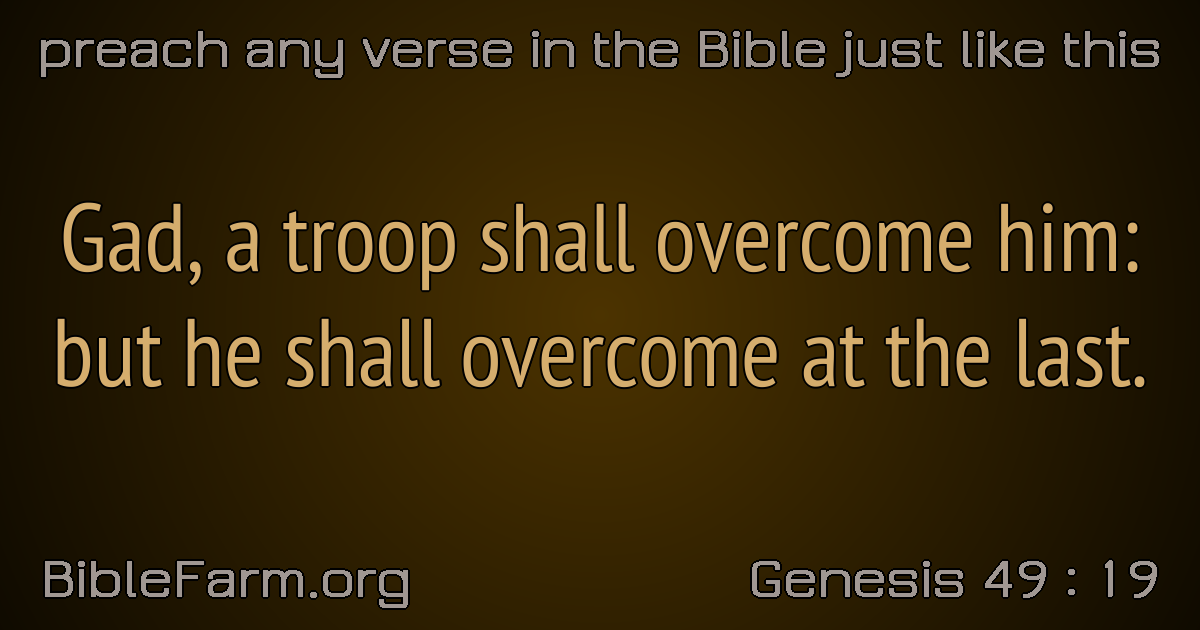 preach any verse in the Bible just like this
Gad, a troop shall overcome him:
but he shall overcome at the last.
BibleFarm.org
Genesis 49 : 19